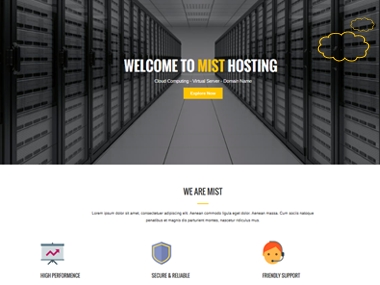 WELCOME TO MIST HOSTING
Cloud Computing - Virtual Server - Domain Name
Explore Now
WE ARE MIST
Lorem ipsum dolor sit amet, consectetuer adipiscing elit. Aenean commodo ligula eget dolor. Aenean massa. Cum sociis natoque
penatibus et magnis dis parturient montes, nascetur ridiculus mus.
HIGH PERFORMENCE
SECURE & RELIABLE
FRIENDLY SUPPORT